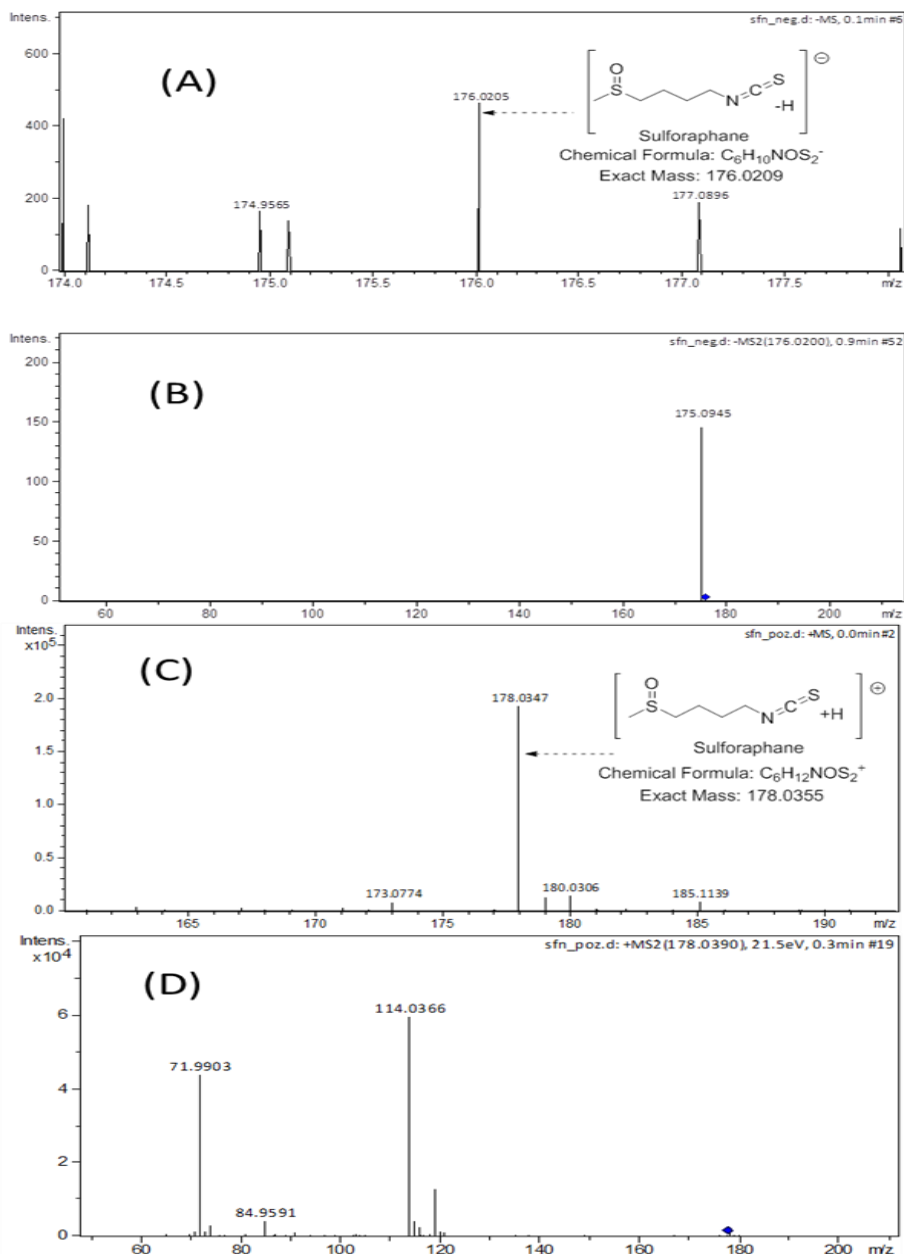 Intens.
sfn_neg.d: -MS, 0.1min #6
600
400
200
0
(A)
174.9565
176.0205
177.0896
O
S
N
C
S
-H
⊖
Sulforaphane
Chemical Formula: C₆H₁₀NOS₂⁻
Exact Mass: 176.0209
174.0 174.5 175.0 175.5 176.0 176.5 177.0 177.5 m/z
Intens.
sfn_neg.d: -MS2(176.0200), 0.9min #52
200
150
100
50
0
(B)
175.0945
60 80 100 120 140 160 180 200 m/z
Intens.
x10⁵
sfn_poz.d: +MS, 0.0min #2
2.0
1.5
1.0
0.5
0.0
(C)
178.0347
173.0774
180.0306
185.1139
O
S
N
C
S
+H
⊕
Sulforaphane
Chemical Formula: C₆H₁₂NOS₂⁺
Exact Mass: 178.0355
165 170 175 180 185 190 m/z
Intens.
x10⁴
sfn_poz.d: +MS2(178.0390), 21.5eV, 0.3min #19
6
4
2
0
(D)
114.0366
71.9903
84.9591
60 80 100 120 140 160 180 200 m/z